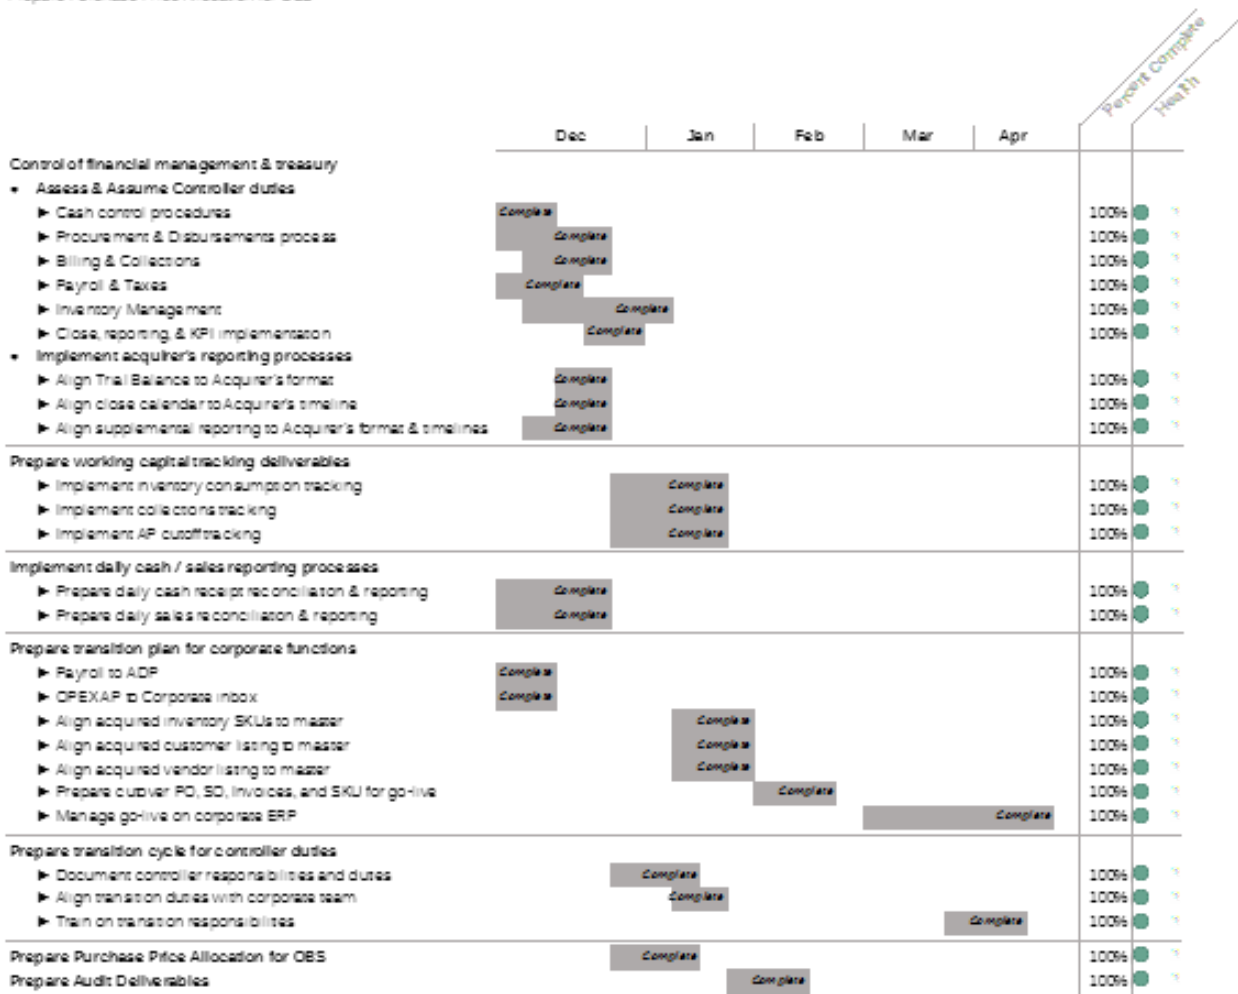 Percent Complete
Health
Dec Jan Feb Mar Apr
Control of financial management & treasury
• Assess & Assume Controller duties
► Cash control procedures Complete 100%
► Procurement & Disbursements process Complete 100%
► Billing & Collections Complete 100%
► Payroll & Taxes Complete 100%
► Inventory Management Complete 100%
► Close, reporting, & KPI implementation Complete 100%
• Implement acquirer's reporting processes
► Align Trial Balance to Acquirer's format Complete 100%
► Align close calendar to Acquirer's timeline Complete 100%
► Align supplemental reporting to Acquirer's format & timelines Complete 100%
Prepare working capital tracking deliverables
► Implement inventory consumption tracking Complete 100%
► Implement collections tracking Complete 100%
► Implement AP cutoff tracking Complete 100%
Implement daily cash / sales reporting processes
► Prepare daily cash receipt reconciliation & reporting Complete 100%
► Prepare daily sales reconciliation & reporting Complete 100%
Prepare transition plan for corporate functions
► Payroll to ADP Complete 100%
► OPEXAP to Corporate inbox Complete 100%
► Align acquired inventory SKUs to master Complete 100%
► Align acquired customer listing to master Complete 100%
► Align acquired vendor listing to master Complete 100%
► Prepare cutover PO, SO, Invoices, and SKU for go-live Complete 100%
► Manage go-live on corporate ERP Complete 100%
Prepare transition cycle for controller duties
► Document controller responsibilities and duties Complete 100%
► Align transition duties with corporate team Complete 100%
► Train on transition responsibilities Complete 100%
Prepare Purchase Price Allocation for OBS Complete 100%
Prepare Audit Deliverables Complete 100%